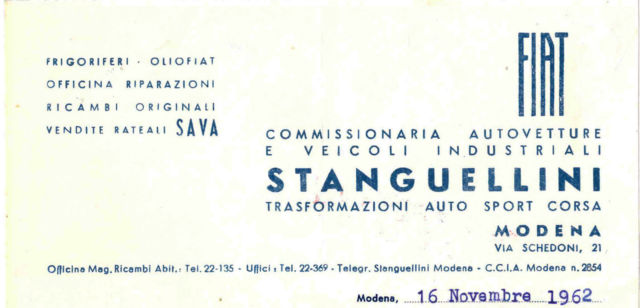 FIAT
FRIGORIFERI · OLIOFIAT
OFFICINA RIPARAZIONI
RICAMBI ORIGINALI
VENDITE RATEALI SAVA
COMMISSIONARIA AUTOVETTURE
E VEICOLI INDUSTRIALI
STANGUELLINI
TRASFORMAZIONI AUTO SPORT CORSA
MODENA
VIA SCHEDONI, 21
Officina Mag. Ricambi Abit.: Tel. 22-135 - Uffici: Tel. 22-369 - Telegr. Stanguellini Modena - C.C.I.A. Modena n. 2854
Modena, 16 Novembre 1962